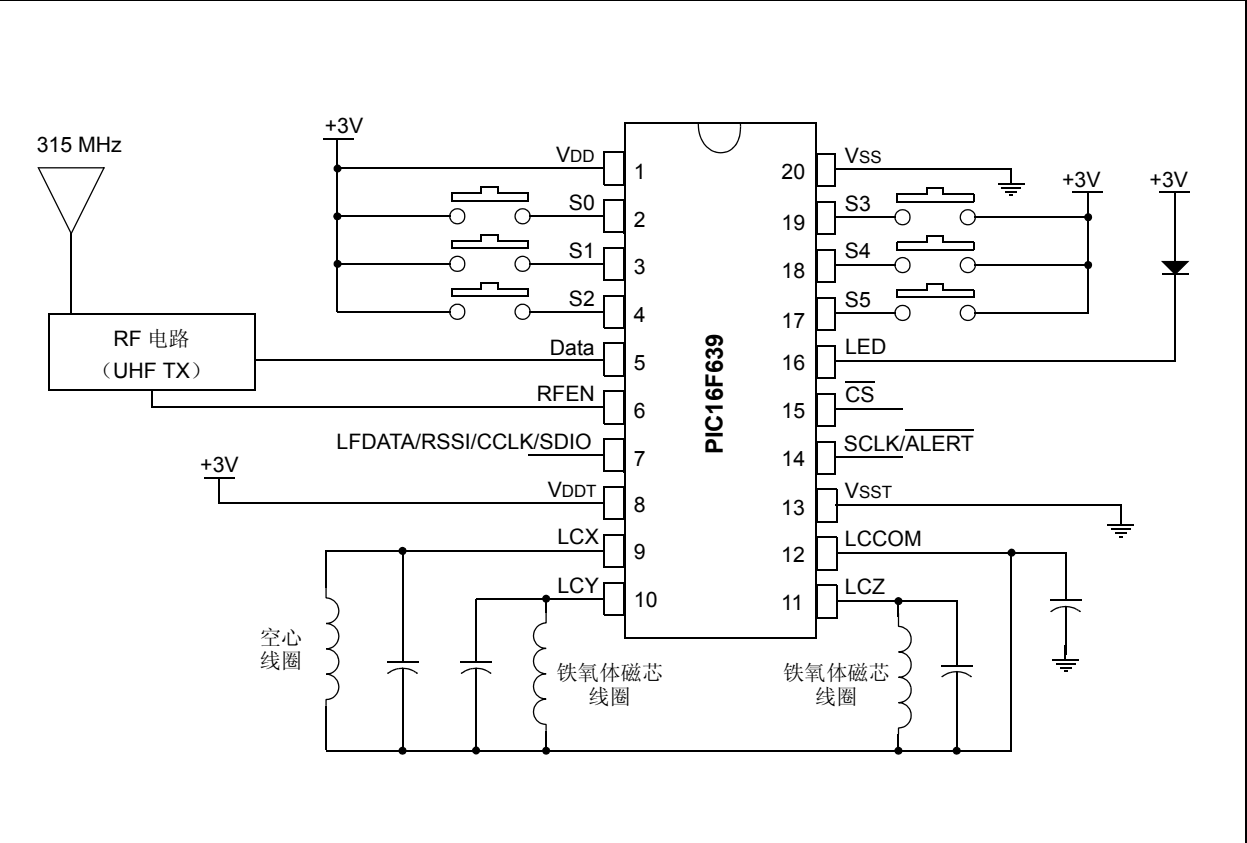 315 MHz
+3V
RF 电路
（UHF TX）
+3V
VDD
S0
S1
S2
Data
RFEN
LFDATA/RSSI/CCLK/SDIO
VDDT
LCX
LCY
1
2
3
4
5
6
7
8
9
10
PIC16F639
20
19
18
17
16
15
14
13
12
11
VSS
S3
S4
S5
LED
C̅S̅
SCLK/A̅L̅E̅R̅T̅
VSST
LCCOM
LCZ
+3V
+3V
空心
线圈
铁氧体磁芯
线圈
铁氧体磁芯
线圈